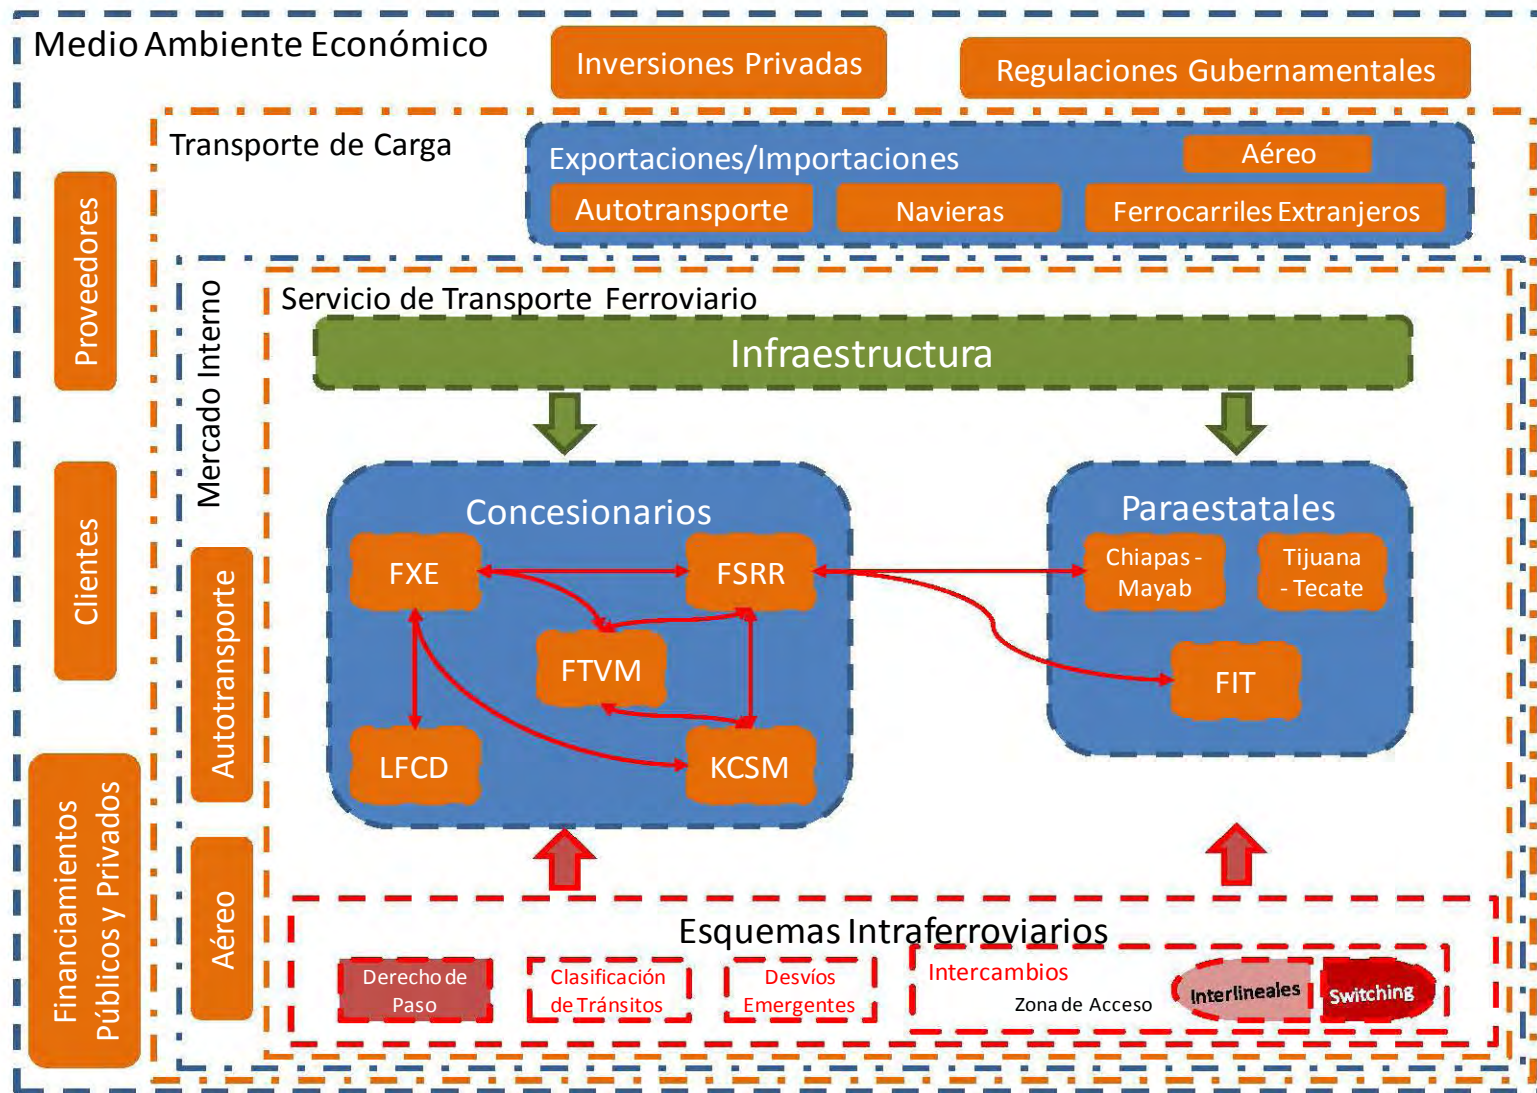 Medio Ambiente Económico
Inversiones Privadas
Regulaciones Gubernamentales
Transporte de Carga
Exportaciones/Importaciones
Aéreo
Autotransporte
Navieras
Ferrocarriles Extranjeros
Proveedores
Clientes
Financiamientos
Públicos y Privados
Mercado Interno
Autotransporte
Aéreo
Servicio de Transporte Ferroviario
Infraestructura
Concesionarios
FXE
FSRR
FTVM
LFCD
KCSM
Paraestatales
Chiapas -
Mayab
Tijuana
- Tecate
FIT
Esquemas Intraferroviarios
Derecho de
Paso
Clasificación
de Tránsitos
Desvíos
Emergentes
Intercambios
Zona de Acceso
Interlineales
Switching